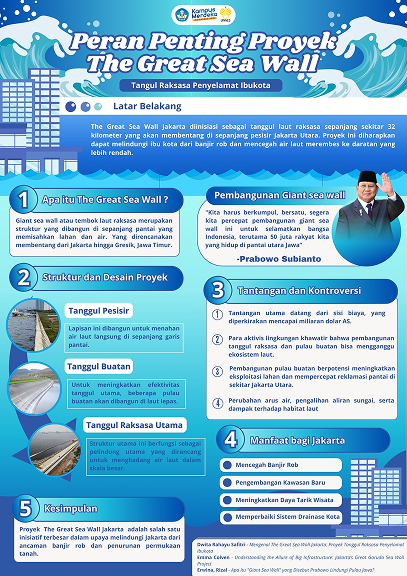 Kampus
Merdeka
UNNES
Peran Penting Proyek
The Great Sea Wall
Tangul Raksasa Penyelamat Ibukota
Latar Belakang
The Great Sea Wall Jakarta diinisiasi sebagai tanggul laut raksasa sepanjang sekitar 32
kilometer yang akan membentang di sepanjang pesisir Jakarta Utara. Proyek ini diharapkan
dapat melindungi ibu kota dari banjir rob dan mencegah air laut merembes ke daratan yang
lebih rendah.
1
Apa itu The Great Sea Wall ?
Giant sea wall atau tembok laut raksasa merupakan
struktur yang dibangun di sepanjang pantai yang
memisahkan lahan dan air. Yang direncanakan
membentang dari Jakarta hingga Gresik, Jawa Timur.
Pembangunan Giant sea wall
"Kita harus berkumpul, bersatu, segera
kita percepat pembangunan giant sea
wall ini untuk selamatkan bangsa
Indonesia, terutama 50 juta rakyat kita
yang hidup di pantai utara Jawa"
-Prabowo Subianto
2
Struktur dan Desain Proyek
Tanggul Pesisir
Lapisan ini dibangun untuk menahan
air laut langsung di sepanjang garis
pantai.
Tanggul Buatan
Untuk meningkatkan efektivitas
tanggul utama, beberapa pulau
buatan akan dibangun di laut lepas.
Tanggul Raksasa Utama
Struktur utama ini berfungsi sebagai
pelindung utama yang dirancang
untuk menghadang air laut dalam
skala besar.
3
Tantangan dan Kontroversi
1 Tantangan utama datang dari sisi biaya, yang
diperkirakan mencapai miliaran dolar AS.
2 Para aktivis lingkungan khawatir bahwa pembangunan
tanggul raksasa dan pulau buatan bisa mengganggu
ekosistem laut.
3 Pembangunan pulau buatan berpotensi meningkatkan
eksploitasi lahan dan mempercepat reklamasi pantai di
sekitar Jakarta Utara.
4 Perubahan arus air, pengalihan aliran sungai, serta
dampak terhadap habitat laut
4
Manfaat bagi Jakarta
Mencegah Banjir Rob
Pengembangan Kawasan Baru
Meningkatkan Daya Tarik Wisata
Memperbaiki Sistem Drainase Kota
5
Kesimpulan
Proyek The Great Sea Wall Jakarta adalah salah satu
inisiatif terbesar dalam upaya melindungi Jakarta dari
ancaman banjir rob dan penurunan permukaan
tanah.
Dwita Rahayu Safitri - Mengenal The Great Sea Wall Jakarta, Proyek Tanggul Raksasa Penyelamat
Ibukota
Emma Colven - Understanding the Allure of Big Infrastructure: Jakarta's Great Garuda Sea Wall
Project
Erwina, Rizal - Apa itu "Giant Sea Wall" yang Disebut Prabowo Lindungi Pulau Jawa?